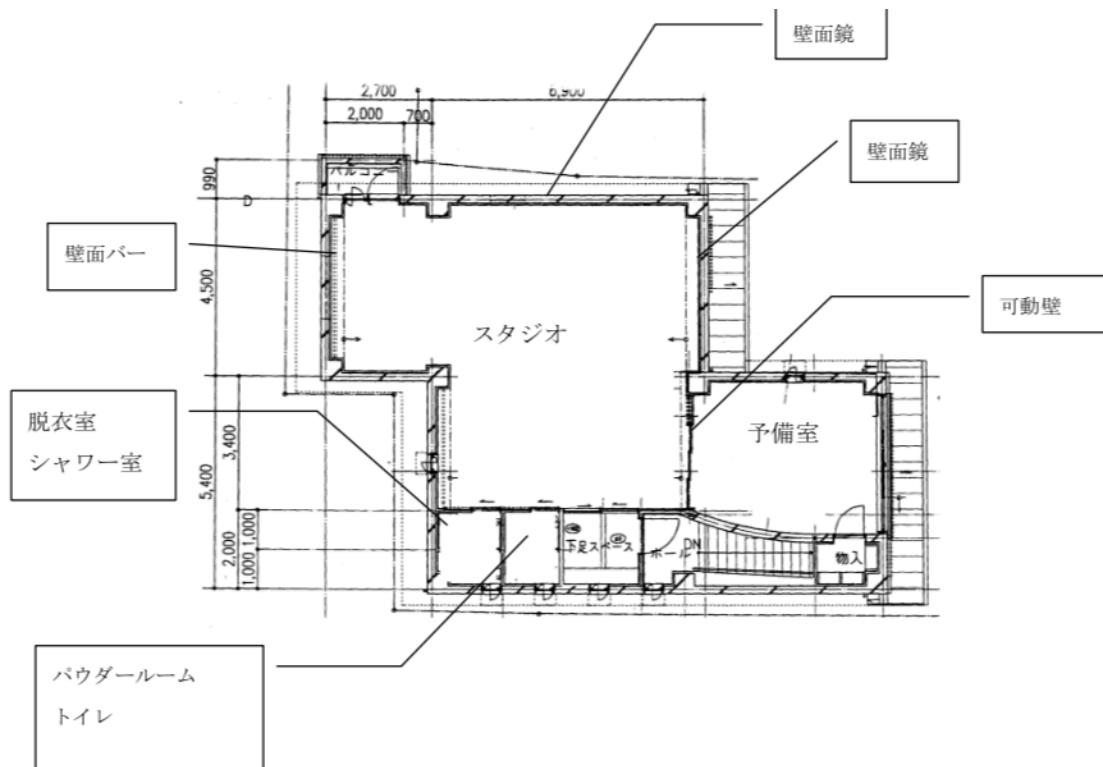 壁面鏡
2,700
6,900
2,000
700
壁面鏡
バルコニー
990
D
壁面バー
4,500
可動壁
スタジオ
脱衣室
シャワー室
予備室
3,400
5,400
2,000
1,000
1,000
下足スペース
ホール
DN
物入
パウダールーム
トイレ